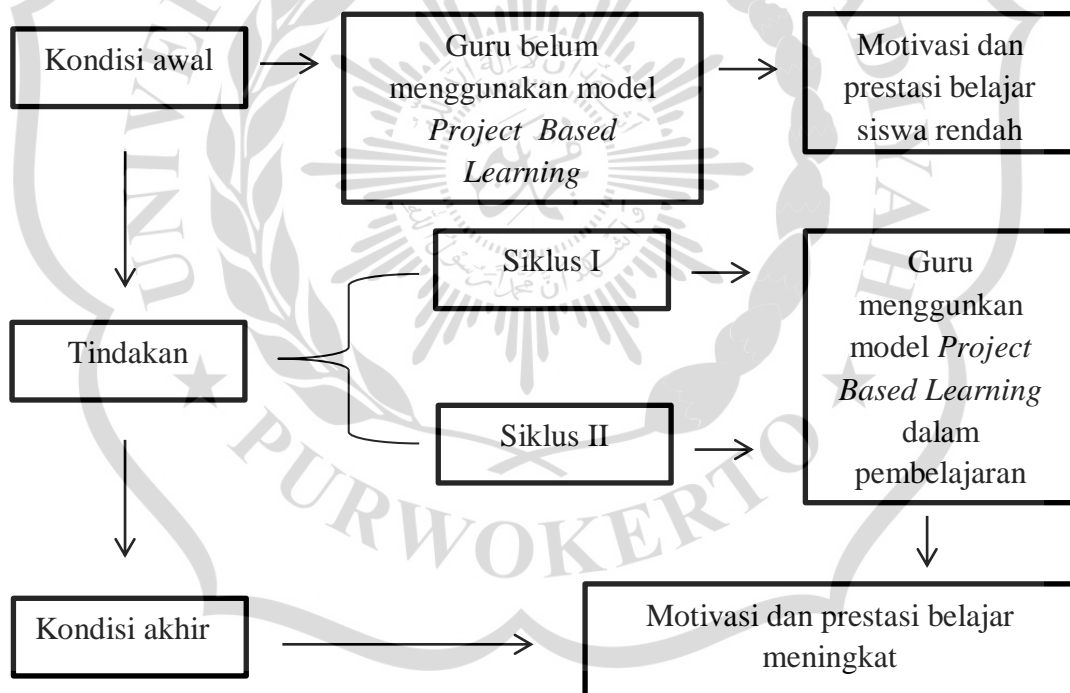 Kondisi awal
Guru belum
menggunakan model
Project Based
Learning
Motivasi dan
prestasi belajar
siswa rendah
Tindakan
Siklus I
Siklus II
Guru
menggunkan
model Project
Based Learning
dalam
pembelajaran
Kondisi akhir
Motivasi dan prestasi belajar
meningkat
PURWOKERTO